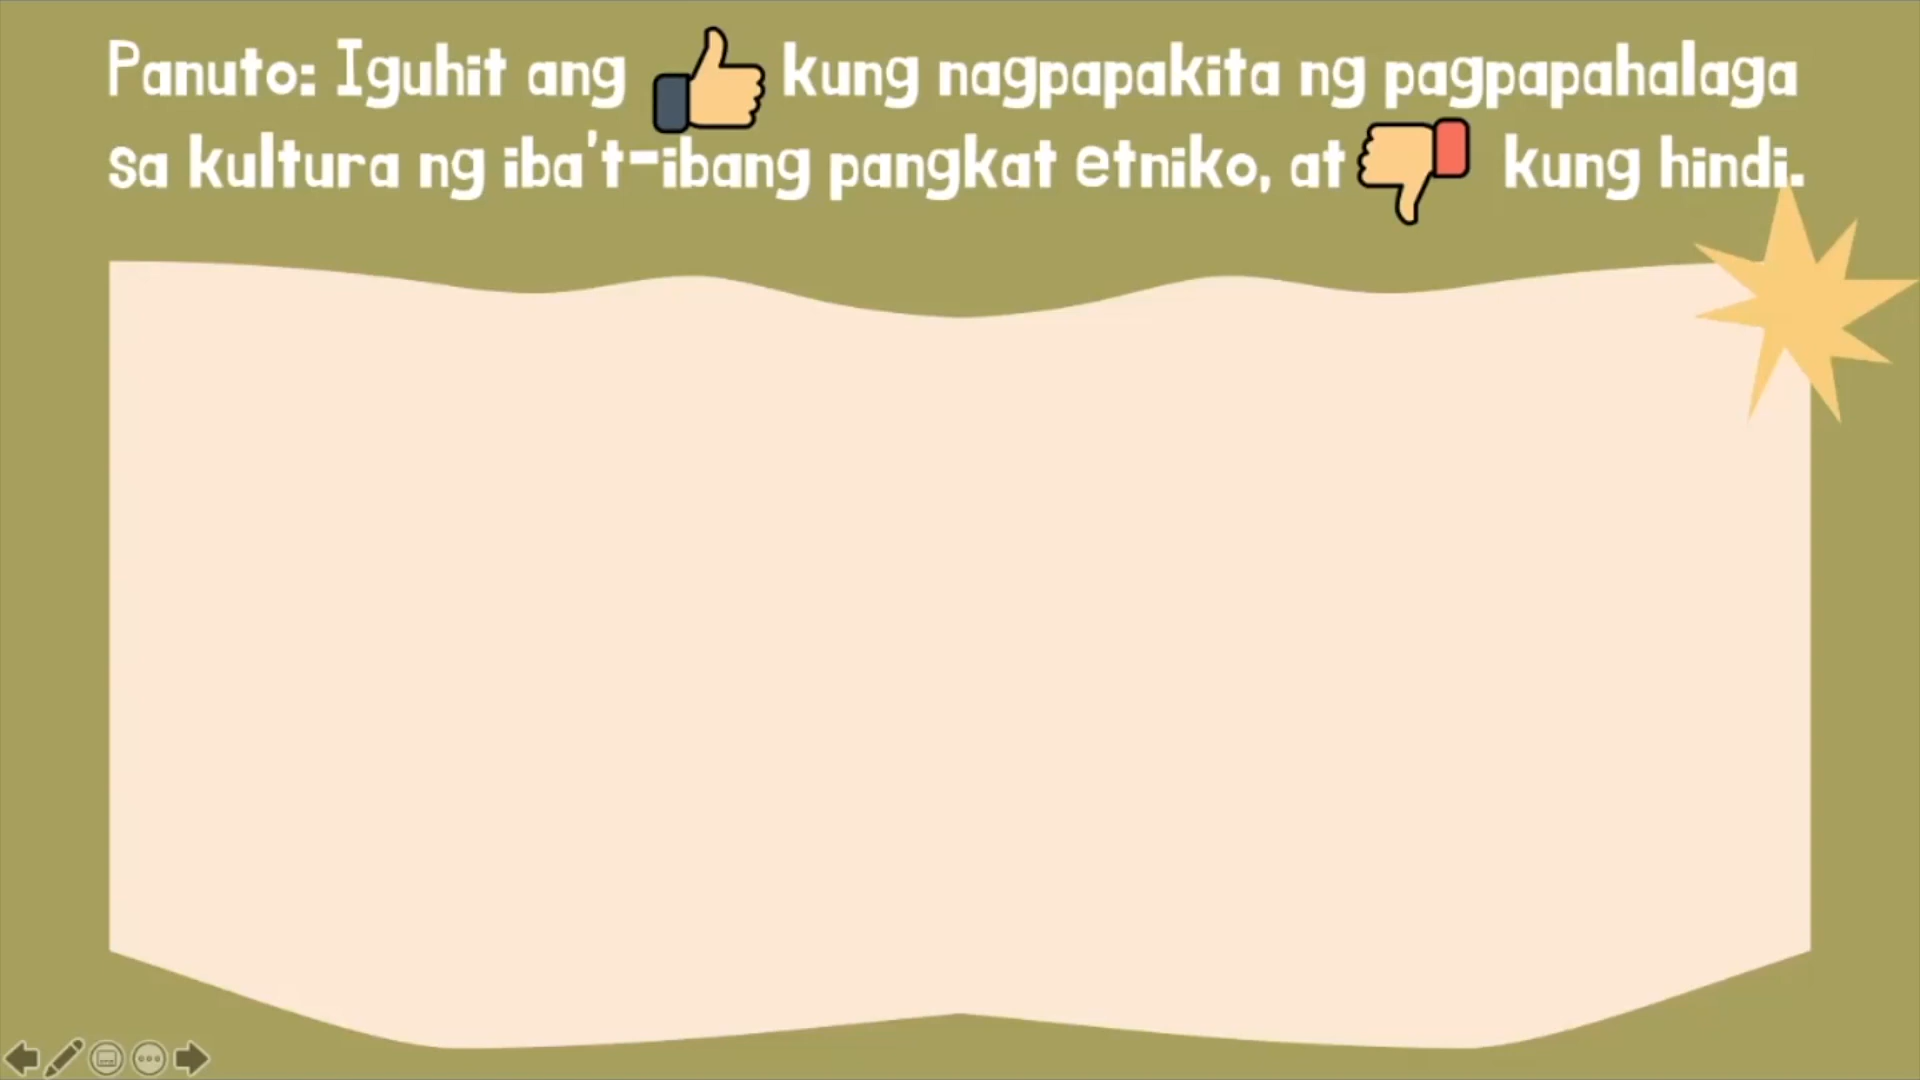 Panuto: Iguhit ang kung nagpapakita ng pagpapahalaga
sa kultura ng iba't-ibang pangkat etniko, at kung hindi.